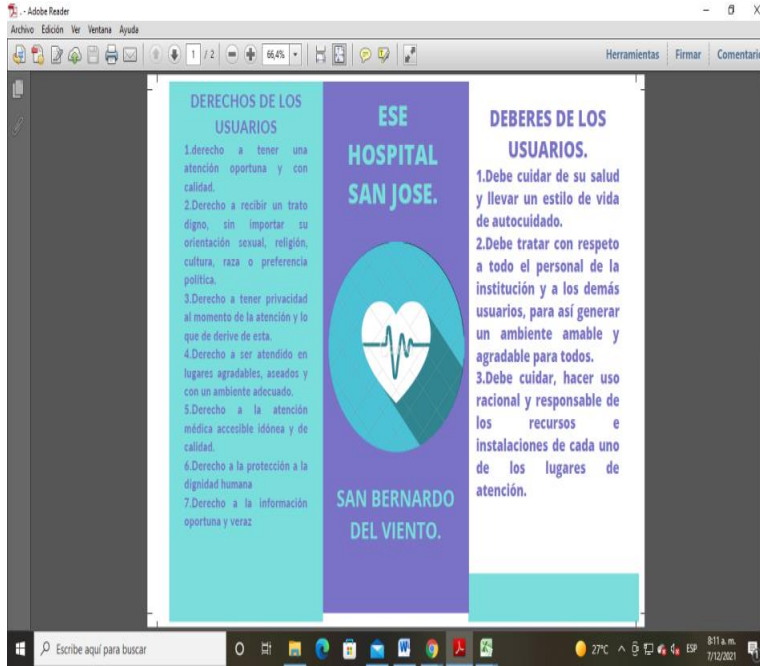 . - Adobe Reader
Archivo Edición Ver Ventana Ayuda
1 / 2
66,4%
Herramientas Firmar Comentario
DERECHOS DE LOS
USUARIOS
1.derecho a tener una
atención oportuna y con
calidad.
2.Derecho a recibir un trato
digno, sin importar su
orientación sexual, religión,
cultura, raza o preferencia
política.
3.Derecho a tener privacidad
al momento de la atención y lo
que de derive de esta.
4.Derecho a ser atendido en
lugares agradables, aseados y
con un ambiente adecuado.
5.Derecho a la atención
médica accesible idónea y de
calidad.
6.Derecho a la protección a la
dignidad humana
7.Derecho a la información
oportuna y veraz
ESE
HOSPITAL
SAN JOSE.
SAN BERNARDO
DEL VIENTO.
DEBERES DE LOS
USUARIOS.
1.Debe cuidar de su salud
y llevar un estilo de vida
de autocuidado.
2.Debe tratar con respeto
a todo el personal de la
institución y a los demás
usuarios, para así generar
un ambiente amable y
agradable para todos.
3.Debe cuidar, hacer uso
racional y responsable de
los recursos e
instalaciones de cada uno
de los lugares de
atención.
Escribe aquí para buscar
27°C
ESP
8:11 a. m.
7/12/2021